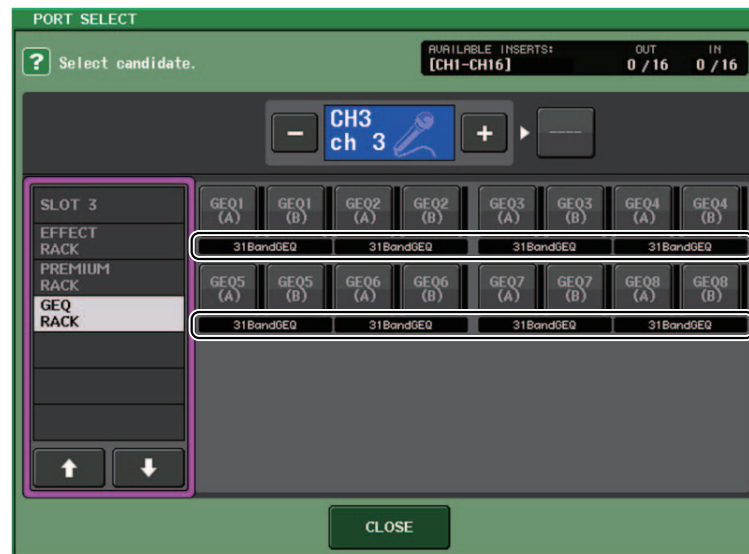 PORT SELECT
? Select candidate.
AVAILABLE INSERTS: OUT IN
[CH1-CH16] 0 /16 0 /16
− CH3 ch 3 + ----
SLOT 3
EFFECT RACK
PREMIUM RACK
GEQ RACK
GEQ1 (A) GEQ1 (B) GEQ2 (A) GEQ2 (B) GEQ3 (A) GEQ3 (B) GEQ4 (A) GEQ4 (B)
31BandGEQ 31BandGEQ 31BandGEQ 31BandGEQ
GEQ5 (A) GEQ5 (B) GEQ6 (A) GEQ6 (B) GEQ7 (A) GEQ7 (B) GEQ8 (A) GEQ8 (B)
31BandGEQ 31BandGEQ 31BandGEQ 31BandGEQ
CLOSE